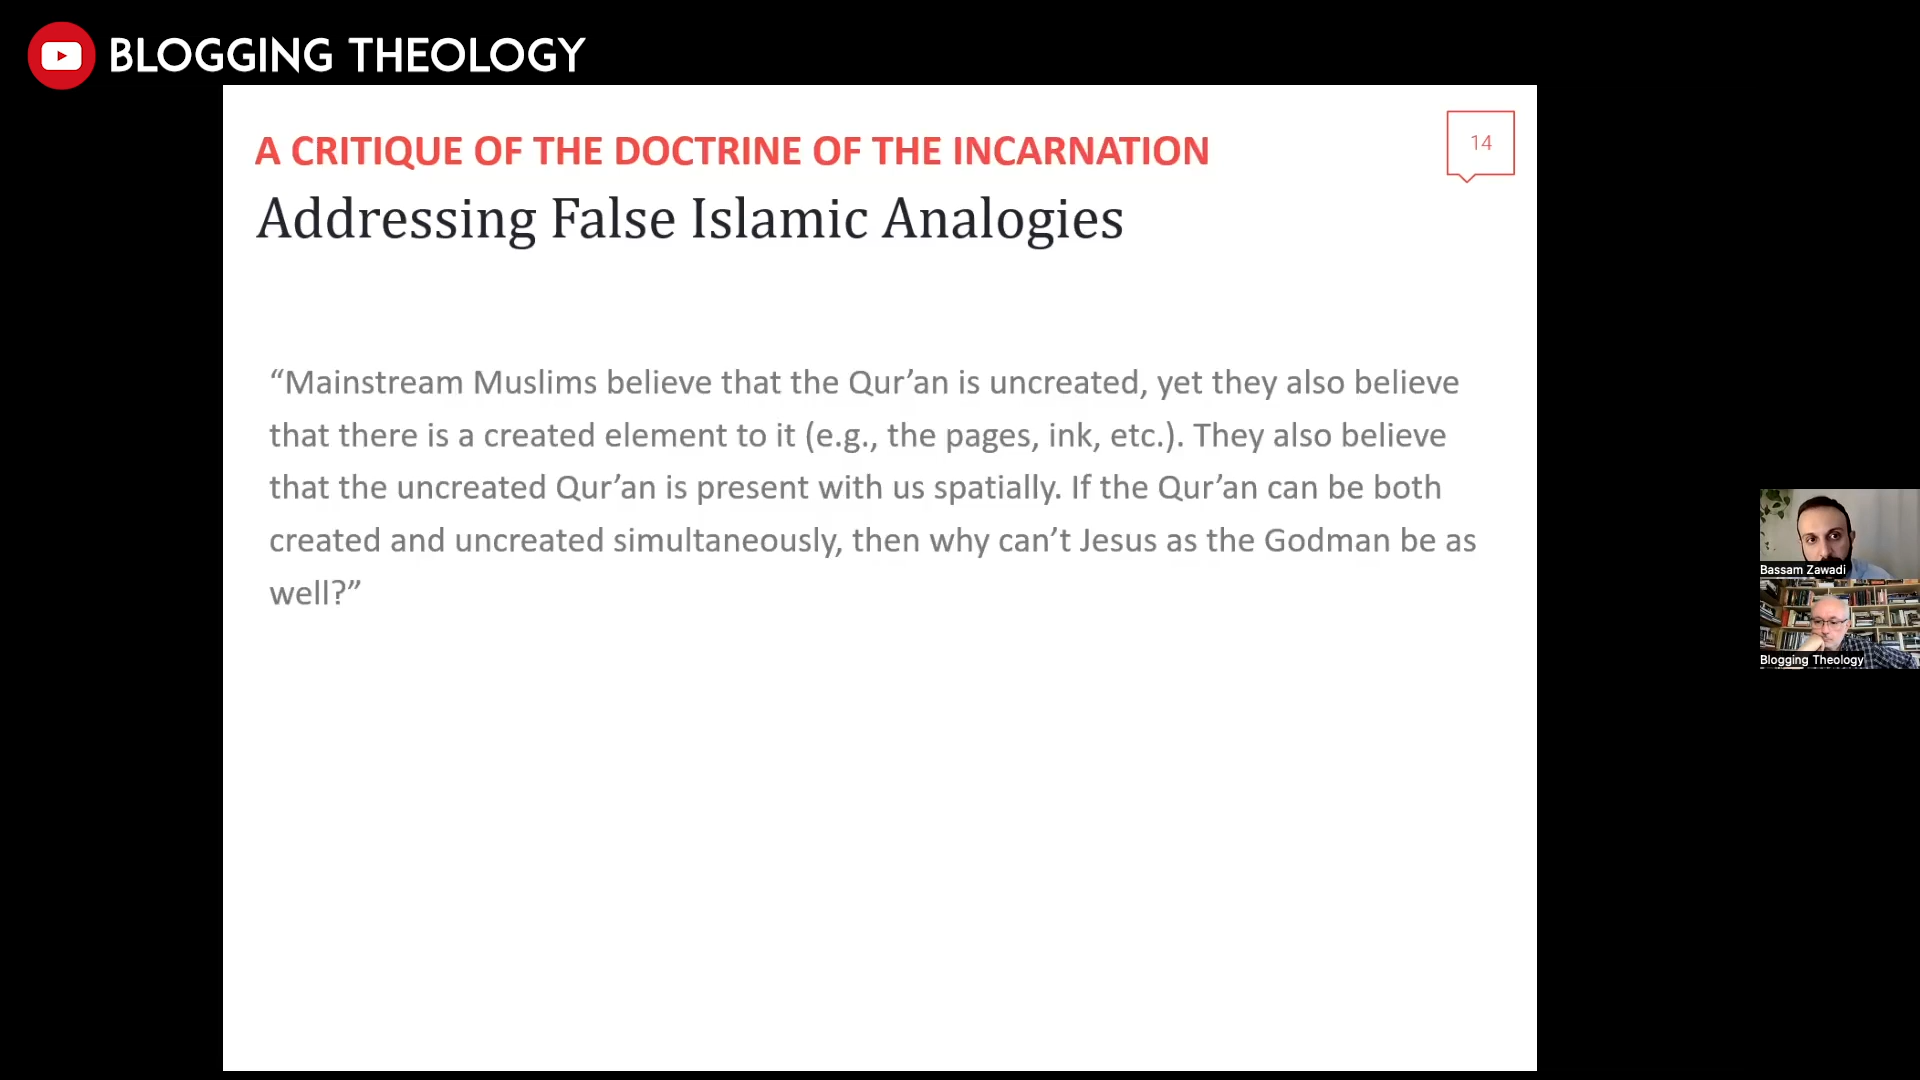 BLOGGING THEOLOGY
A CRITIQUE OF THE DOCTRINE OF THE INCARNATION
14
Addressing False Islamic Analogies
“Mainstream Muslims believe that the Qur’an is uncreated, yet they also believe
that there is a created element to it (e.g., the pages, ink, etc.). They also believe
that the uncreated Qur’an is present with us spatially. If the Qur’an can be both
created and uncreated simultaneously, then why can’t Jesus as the Godman be as
well?”
Bassam Zawadi
Blogging Theology